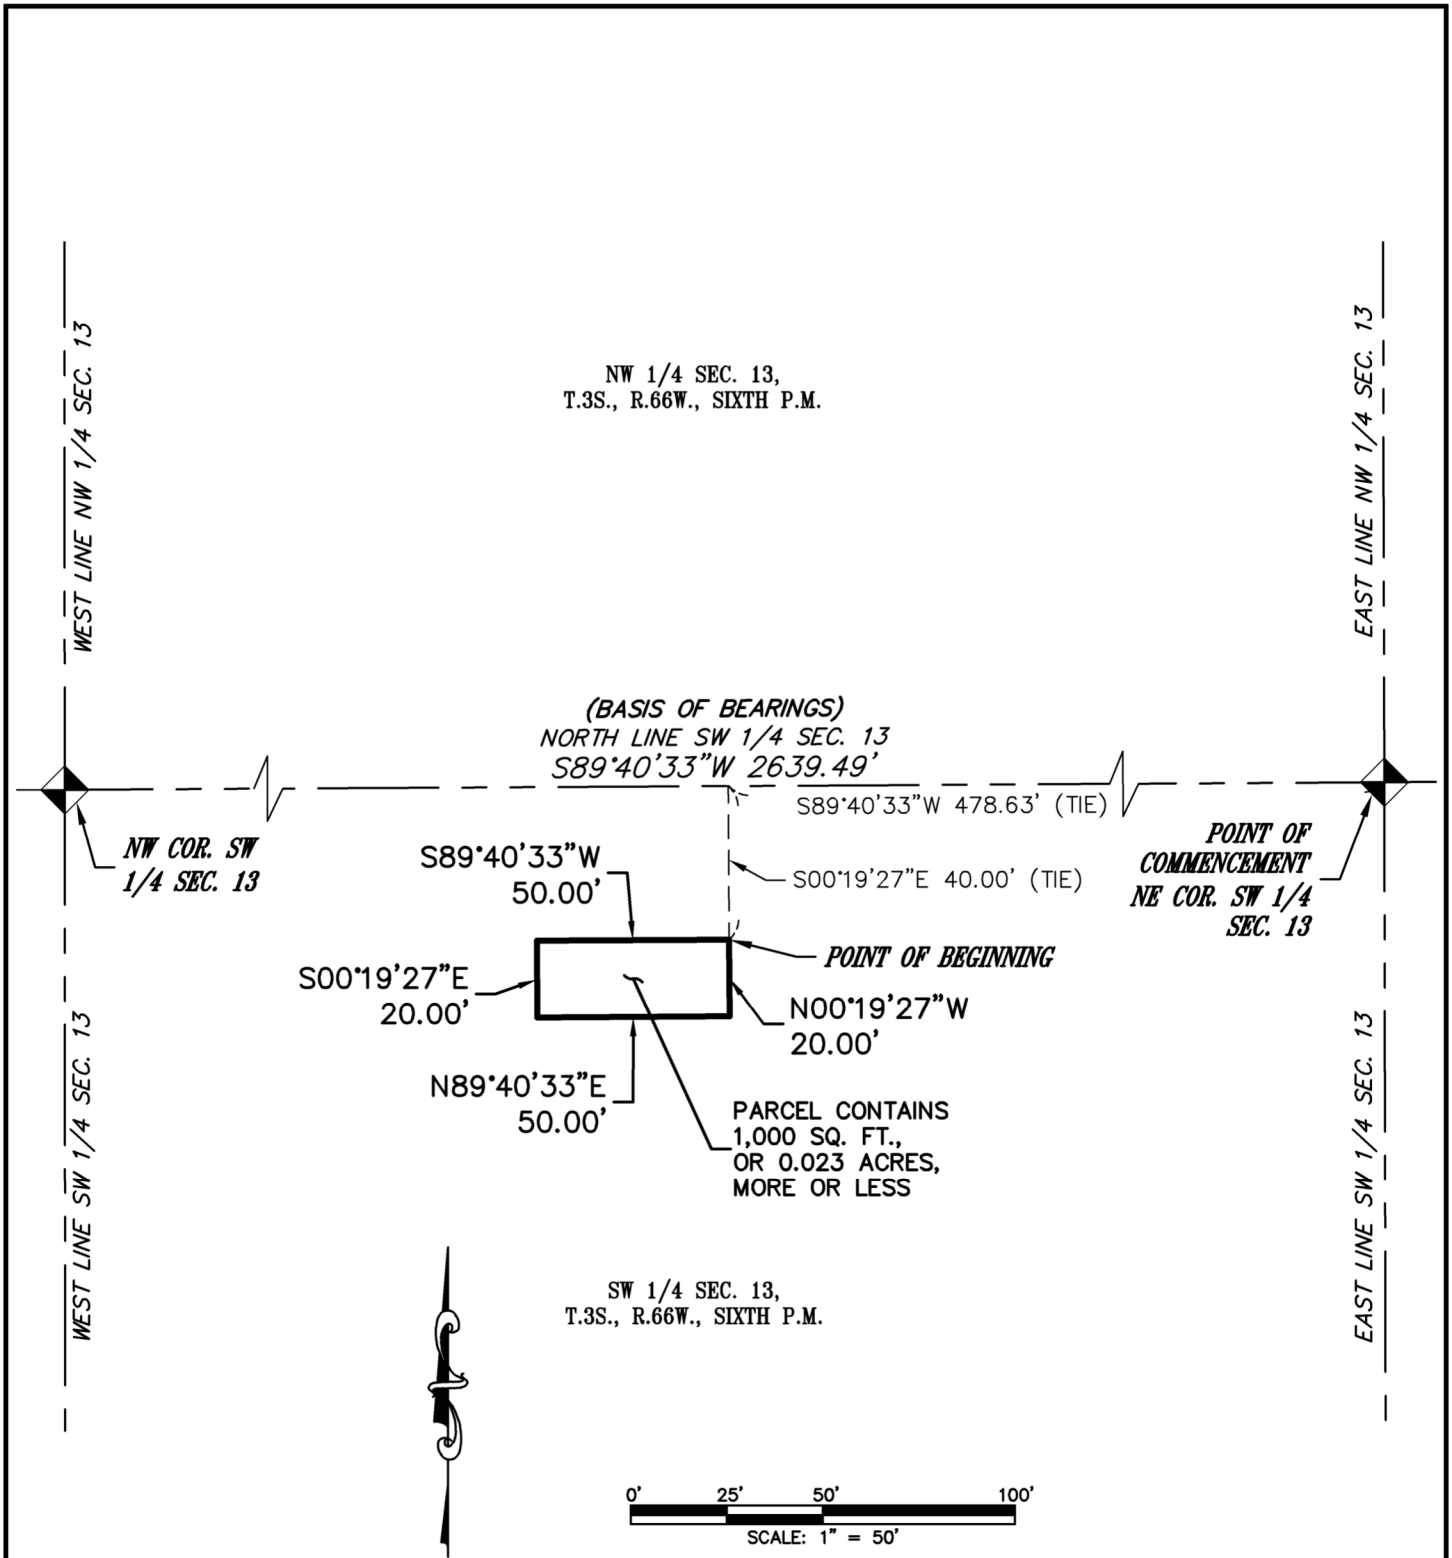 WEST LINE NW 1/4 SEC. 13
EAST LINE NW 1/4 SEC. 13
NW 1/4 SEC. 13,
T.3S., R.66W., SIXTH P.M.
(BASIS OF BEARINGS)
NORTH LINE SW 1/4 SEC. 13
S89°40'33"W 2639.49'
S89°40'33"W 478.63' (TIE)
NW COR. SW
1/4 SEC. 13
POINT OF
COMMENCEMENT
NE COR. SW 1/4
SEC. 13
S89°40'33"W
50.00'
S00°19'27"E 40.00' (TIE)
POINT OF BEGINNING
S00°19'27"E
20.00'
N00°19'27"W
20.00'
N89°40'33"E
50.00'
PARCEL CONTAINS
1,000 SQ. FT.,
OR 0.023 ACRES,
MORE OR LESS
WEST LINE SW 1/4 SEC. 13
EAST LINE SW 1/4 SEC. 13
SW 1/4 SEC. 13,
T.3S., R.66W., SIXTH P.M.
0' 25' 50' 100'
SCALE: 1" = 50'